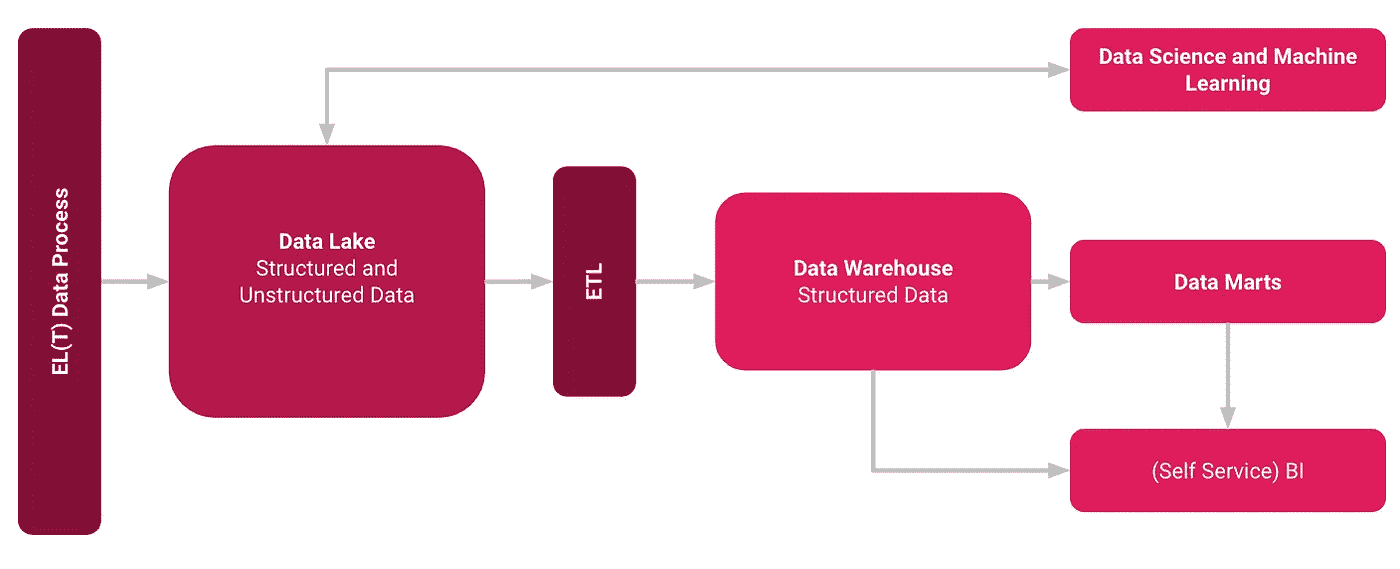 EL(T) Data Process
Data Lake
Structured and
Unstructured Data
ETL
Data Warehouse
Structured Data
Data Science and Machine
Learning
Data Marts
(Self Service) BI